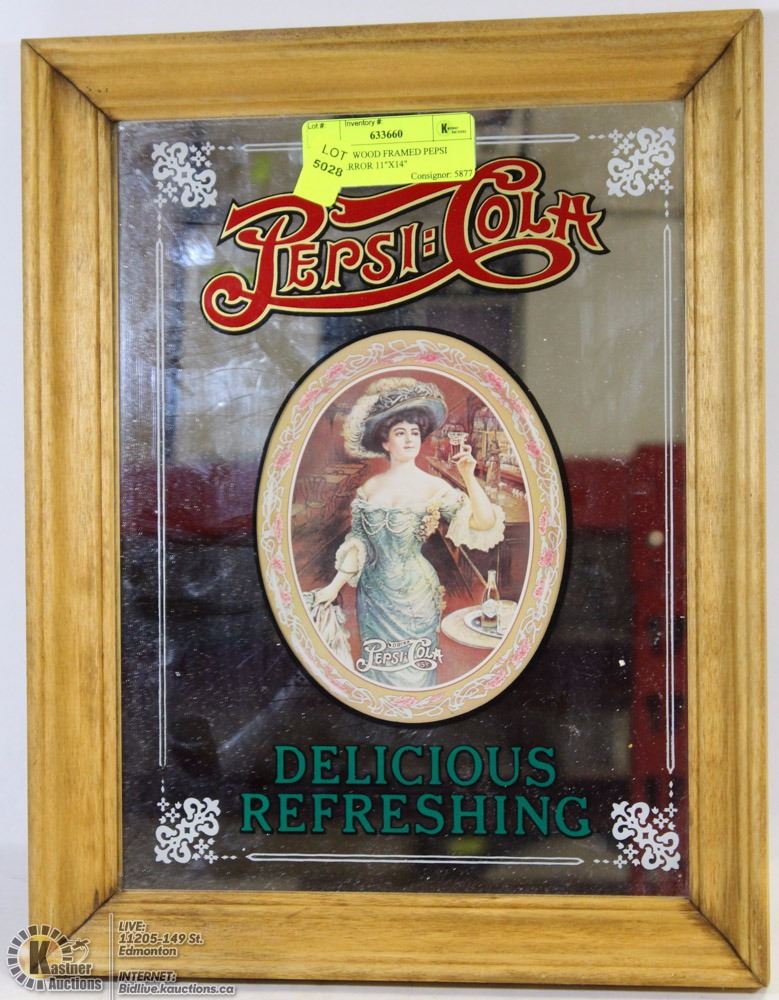 Lot #: Inventory #:
633660
LOT
5028
WOOD FRAMED PEPSI
RROR 11"X14"
Consignor: 5877
PEPSI:COLA
PEPSI:COLA
5¢
DELICIOUS
REFRESHING
LIVE:
11205-149 St.
Edmonton
INTERNET:
Bidlive.kauctions.ca
Kastner
Auctions